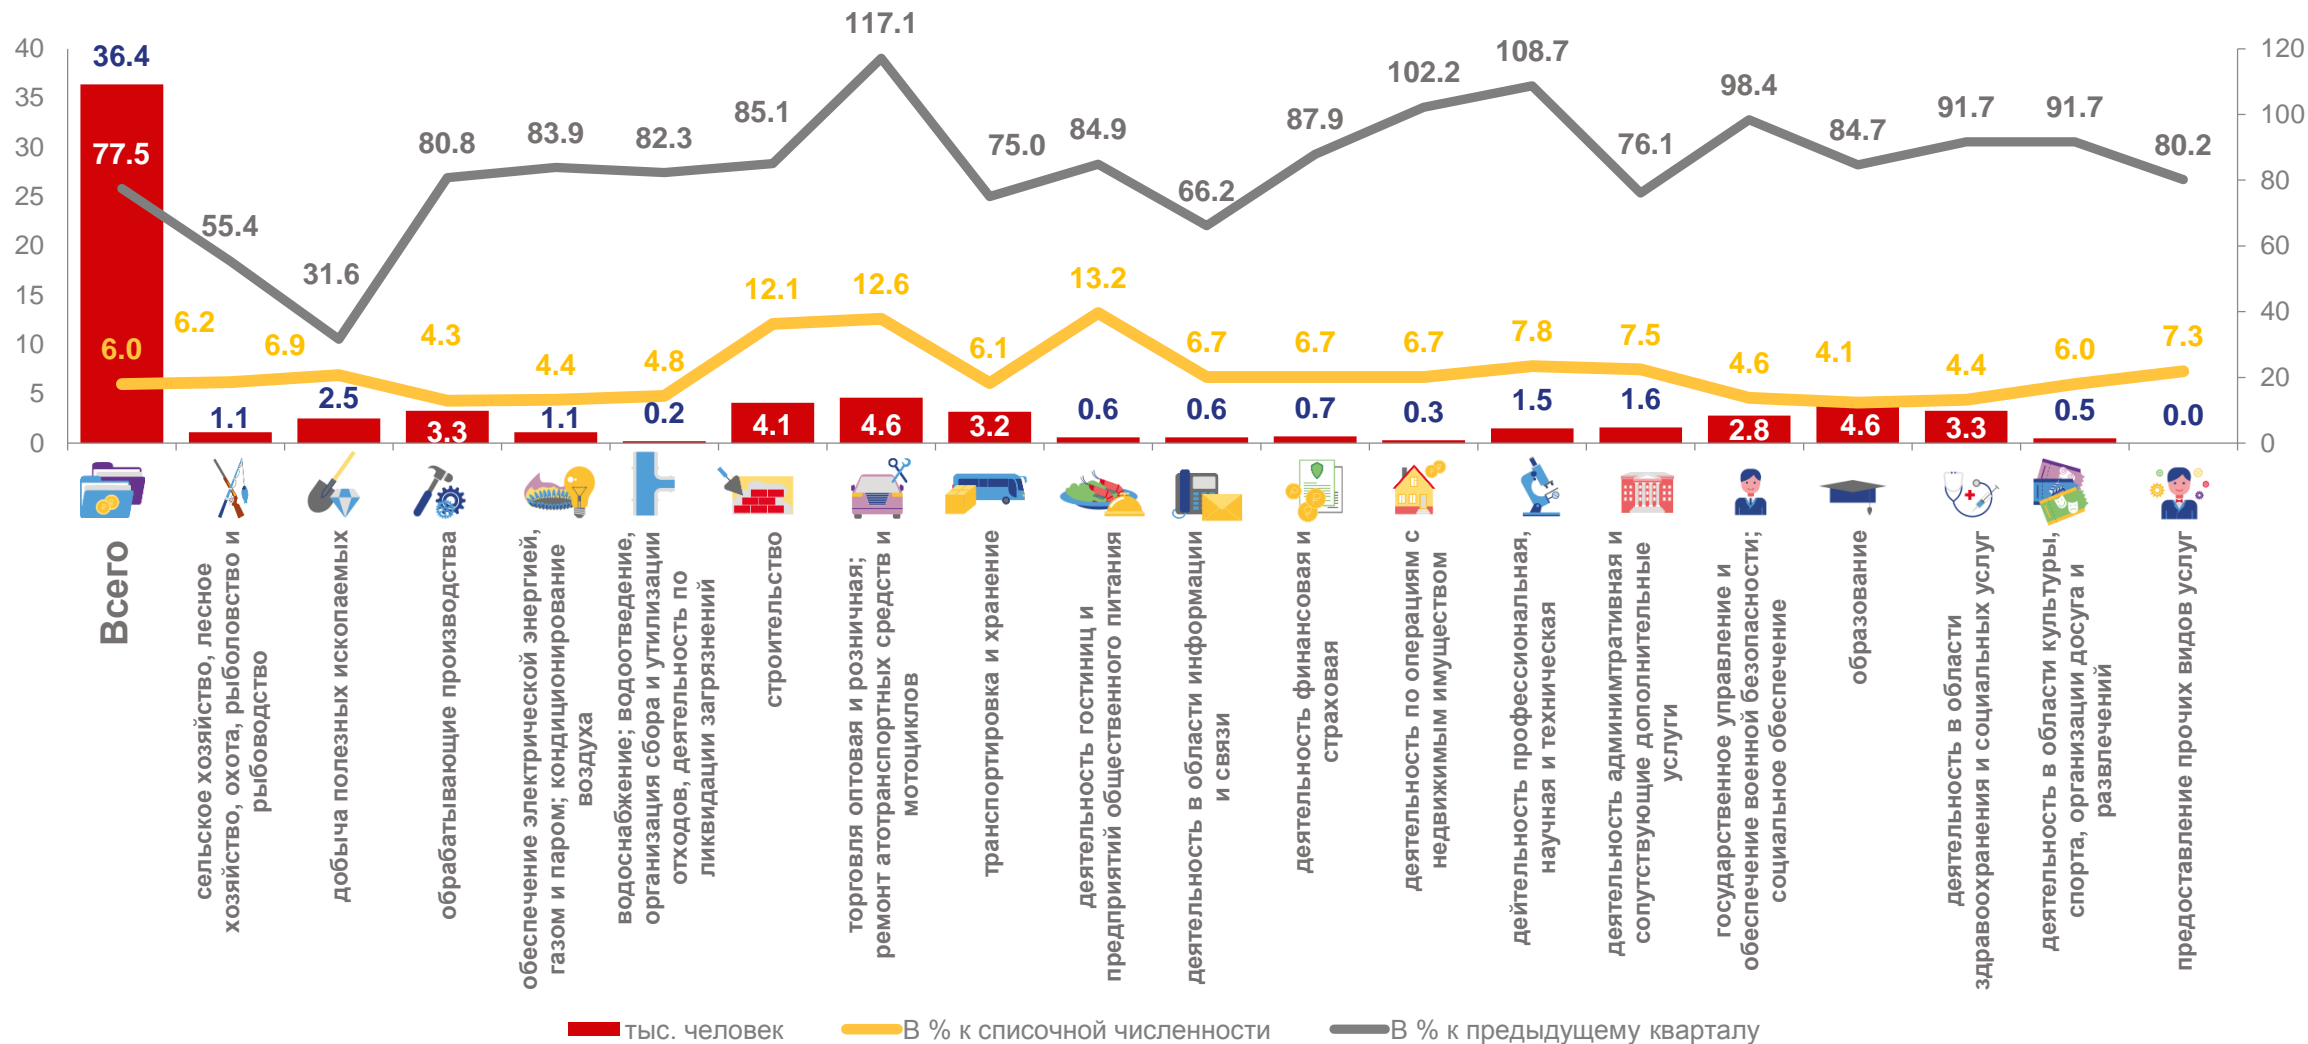 117.1
40
36.4
108.7
120
35
102.2
98.4
100
30
77.5
80.8
83.9
82.3
85.1
75.0
84.9
87.9
76.1
84.7
91.7
91.7
80.2
25
55.4
66.2
80
20
31.6
60
15
6.2
12.1
12.6
13.2
40
10
6.0
6.9
4.3
4.4
4.8
6.1
6.7
6.7
6.7
7.8
7.5
4.6
4.1
4.4
6.0
7.3
5
1.1
2.5
3.3
1.1
0.2
4.1
4.6
3.2
0.6
0.6
0.7
0.3
1.5
1.6
2.8
4.6
3.3
0.5
0.0
20
0
0
Всего
сельское хозяйство, лесное
хозяйство, охота, рыболовство и
рыбоводство
добыча полезных ископаемых
обрабатывающие производства
обеспечение электрической энергией,
газом и паром; кондиционирование
воздуха
водоснабжение; водоотведение,
организация сбора и утилизации
отходов, деятельность по
ликвидации загрязнений
строительство
торговля оптовая и розничная;
ремонт атотранспортных средств и
мотоциклов
транспортировка и хранение
деятельность гостиниц и
предприятий общественного питания
деятельность в области информации
и связи
деятельность финансовая и
страховая
деятельность по операциям с
недвижимым имуществом
дейтельность профессиональная,
научная и техническая
деятельность админимтративная и
сопутствующие дополнительные
услуги
государственное управление и
обеспечение военной безопасности;
социальное обеспечение
образование
деятельность в области
здравоохранения и социальных услуг
деятельность в области культуры,
спорта, организации досуга и
развлечений
предоставление прочих видов услуг
тыс. человек
В % к списочной численности
В % к предыдущему кварталу